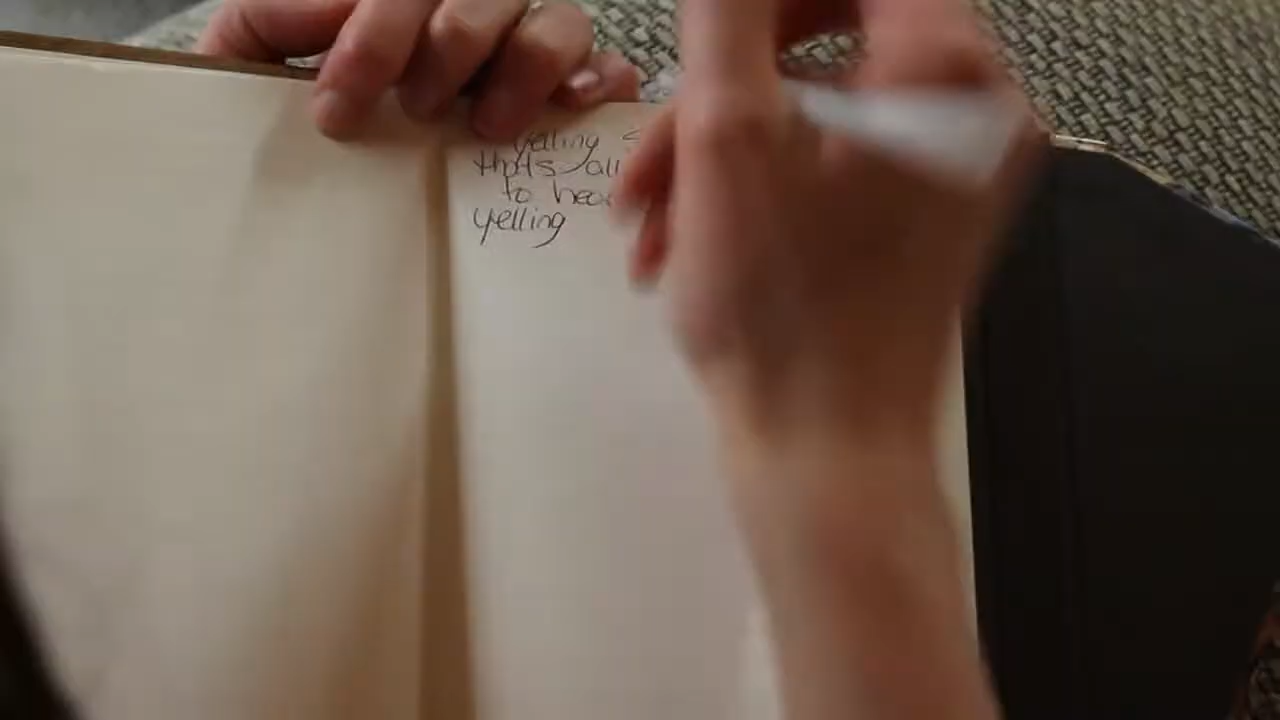 yelling
thats all
to hea
yelling